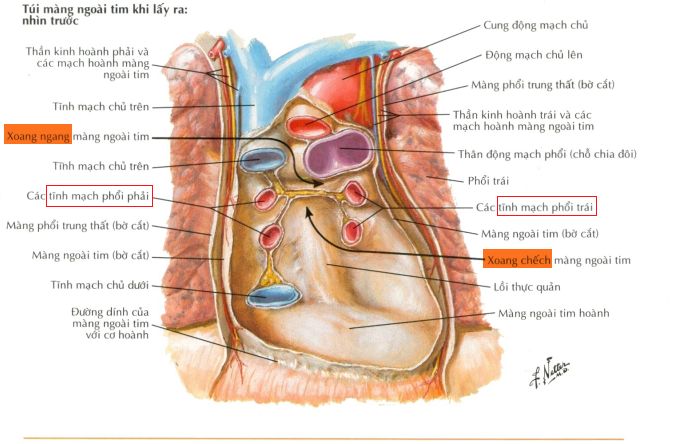 Túi màng ngoài tim khi lấy ra:
nhìn trước
Thần kinh hoành phải và
các mạch hoành màng
ngoài tim
Tĩnh mạch chủ trên
Xoang ngang màng ngoài tim
Tĩnh mạch chủ trên
Các tĩnh mạch phổi phải
Màng phổi trung thất (bờ cắt)
Màng ngoài tim (bờ cắt)
Tĩnh mạch chủ dưới
Đường dính của
màng ngoài tim
với cơ hoành
Cung động mạch chủ
Động mạch chủ lên
Màng phổi trung thất (bờ cắt)
Thần kinh hoành trái và các
mạch hoành màng ngoài tim
Thân động mạch phổi (chỗ chia đôi)
Phổi trái
Các tĩnh mạch phổi trái
Màng ngoài tim (bờ cắt)
Xoang chếch màng ngoài tim
Lồi thực quản
Màng ngoài tim hoành
F. Netter
M.D.